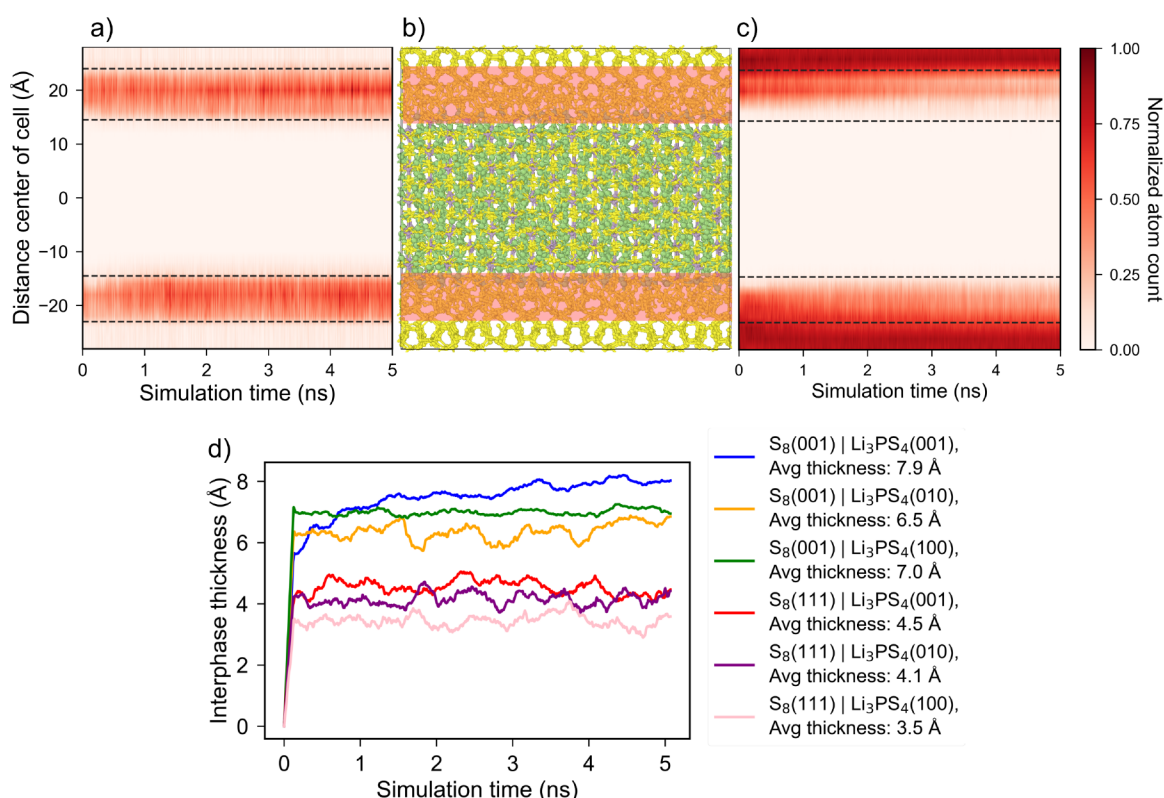 a)
b)
c)
Distance center of cell (Å)
20
10
0
−10
−20
0
1
2
3
4
5
Simulation time (ns)
0
1
2
3
4
5
Simulation time (ns)
1.00
0.75
0.50
0.25
0.00
Normalized atom count
d)
Interphase thickness (Å)
8
6
4
2
0
0
1
2
3
4
5
Simulation time (ns)
S₈(001) | Li₃PS₄(001),
Avg thickness: 7.9 Å
S₈(001) | Li₃PS₄(010),
Avg thickness: 6.5 Å
S₈(001) | Li₃PS₄(100),
Avg thickness: 7.0 Å
S₈(111) | Li₃PS₄(001),
Avg thickness: 4.5 Å
S₈(111) | Li₃PS₄(010),
Avg thickness: 4.1 Å
S₈(111) | Li₃PS₄(100),
Avg thickness: 3.5 Å